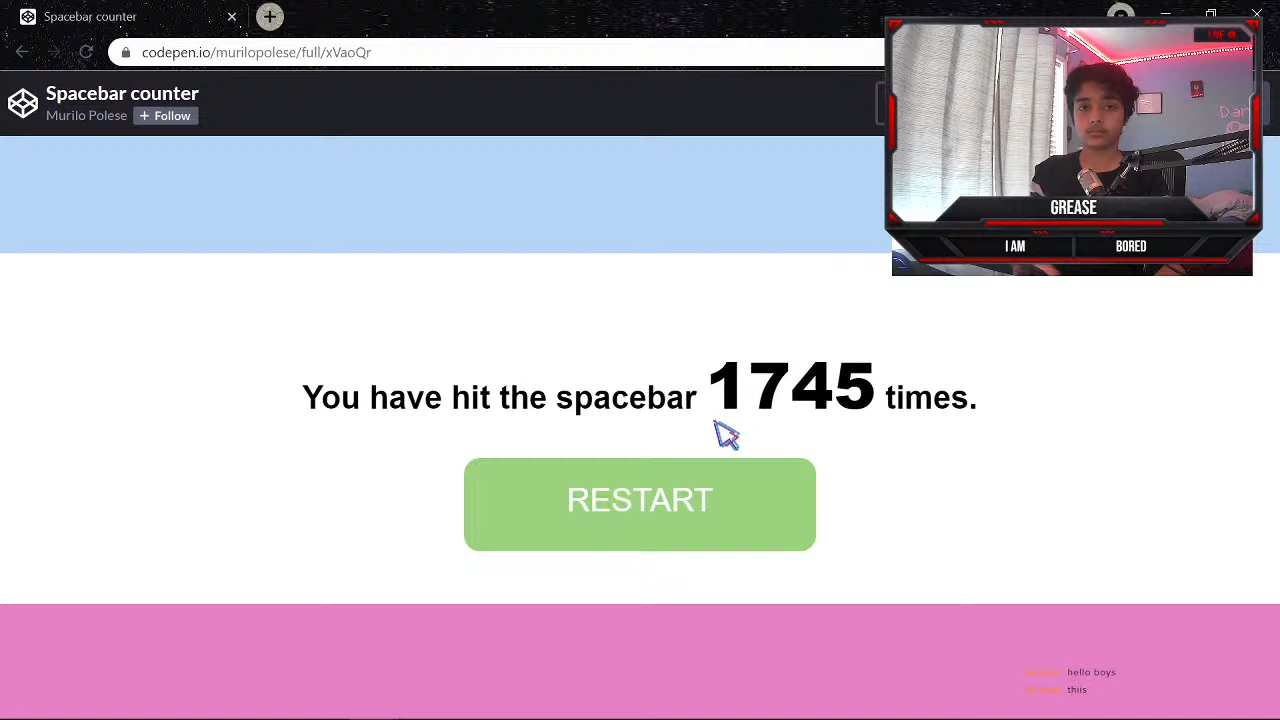 Spacebar counter
codepen.io/murilopolese/full/xVaoQr
Spacebar counter
Murilo Polese
+ Follow
LIVE
GREASE
I AM
BORED
You have hit the spacebar 1745 times.
RESTART
hello boys
thiis